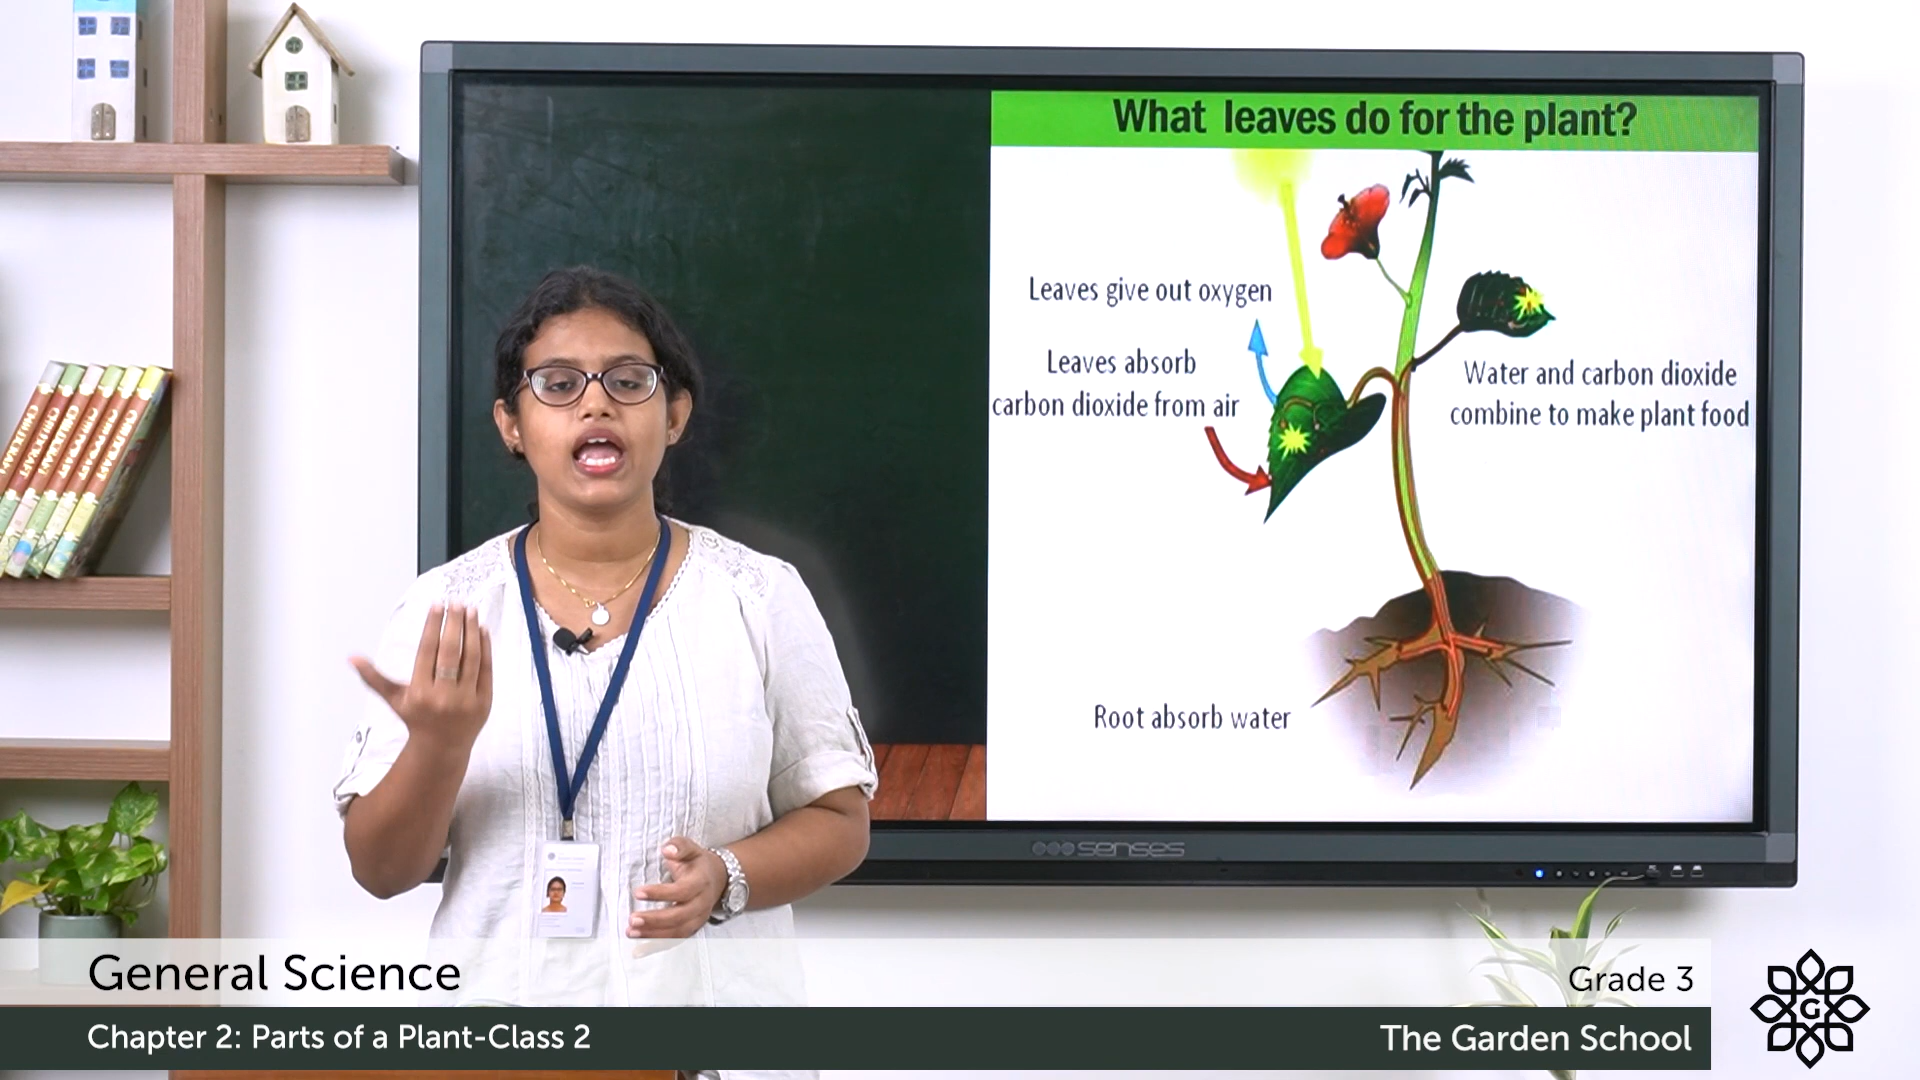 What leaves do for the plant?
Leaves give out oxygen
Leaves absorb
carbon dioxide from air
Water and carbon dioxide
combine to make plant food
Root absorb water
senses
General Science
Grade 3
Chapter 2: Parts of a Plant-Class 2
The Garden School
G